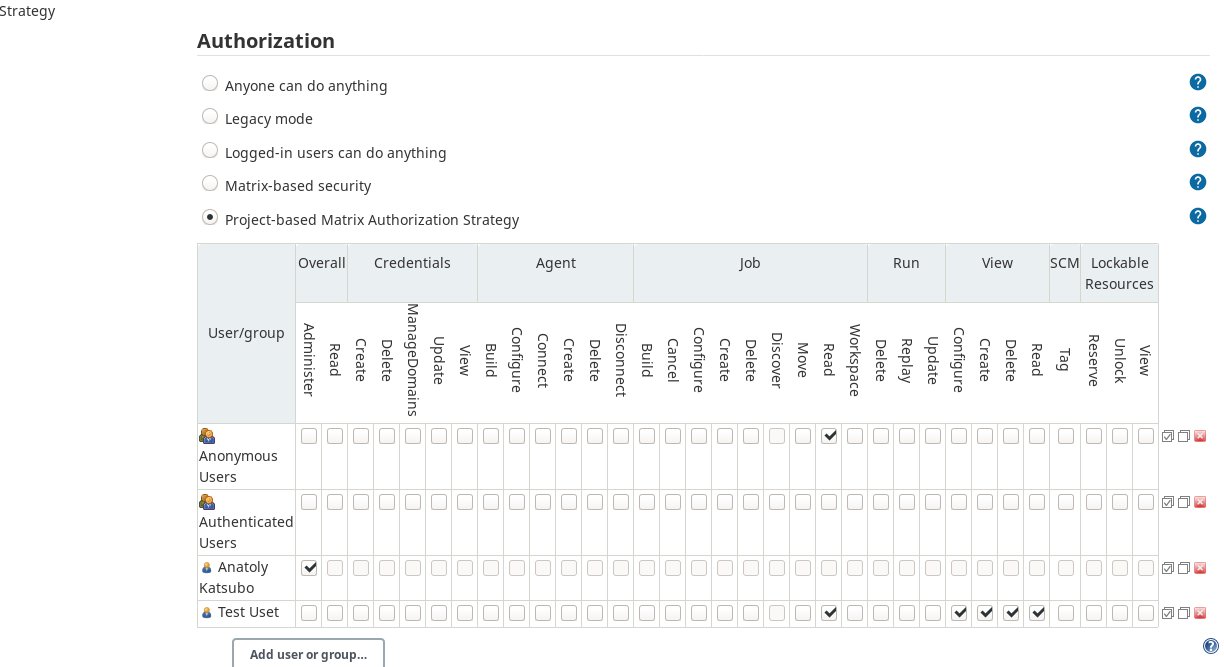 Strategy
Authorization
Anyone can do anything
Legacy mode
Logged-in users can do anything
Matrix-based security
Project-based Matrix Authorization Strategy
User/group
Overall
Credentials
Agent
Job
Run
View
SCM
Lockable
Resources
Administer
Read
Create
Delete
ManageDomains
Update
View
Build
Configure
Connect
Create
Delete
Disconnect
Build
Cancel
Configure
Create
Delete
Discover
Move
Read
Workspace
Delete
Replay
Update
Configure
Create
Delete
Read
Tag
Reserve
Unlock
View
Anonymous
Users
Authenticated
Users
Anatoly
Katsubo
Test Uset
Add user or group...